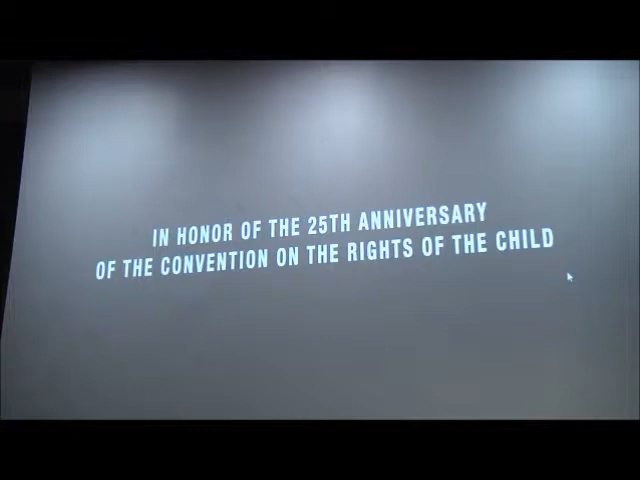 IN HONOR OF THE 25TH ANNIVERSARY
OF THE CONVENTION ON THE RIGHTS OF THE CHILD